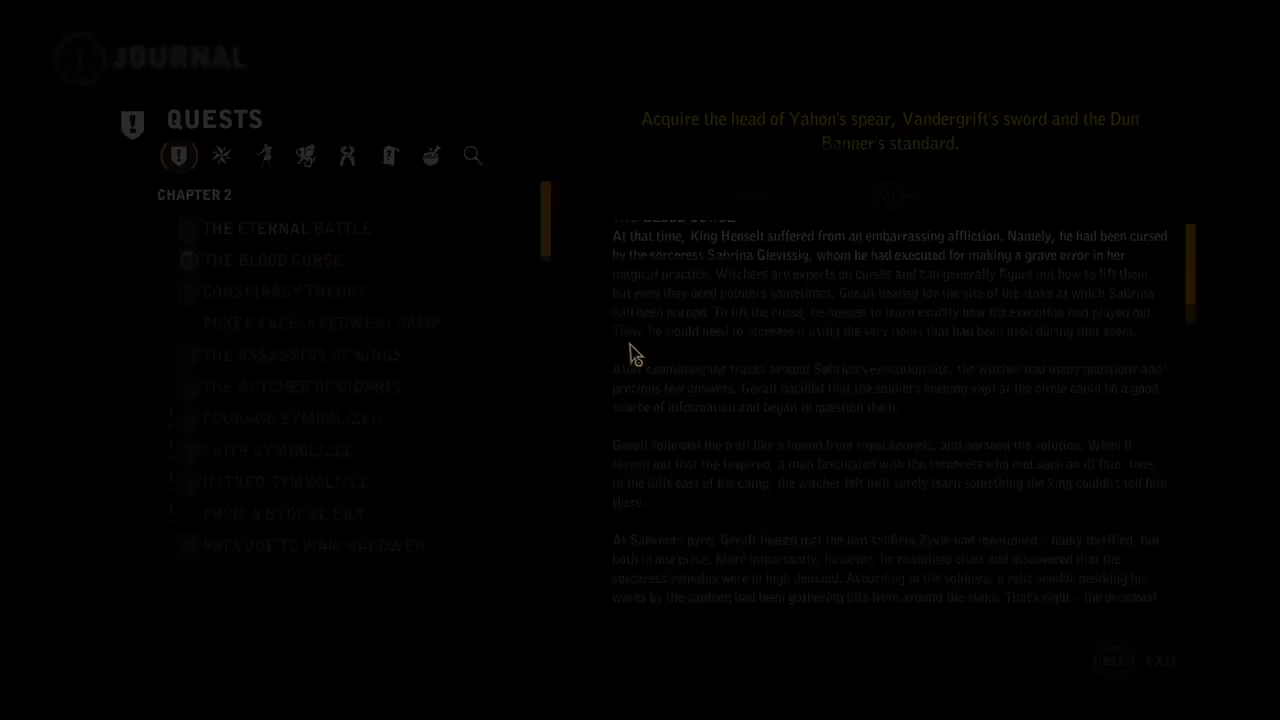 JOURNAL
QUESTS
Acquire the head of Yahon's spear, Vandergrift's sword and the Dun
Banner's standard.
CHAPTER 2
THE ETERNAL BATTLE
THE BLOOD CURSE
CONSPIRACY THEORY
POKER FACE: KAEDWENI CAMP
THE ASSASSINS OF KINGS
THE BUTCHER OF CIDARIS
COURAGE SYMBOLIZED
FAITH SYMBOLIZED
HATRED SYMBOLIZED
FROM A BYGONE ERA
PRELUDE TO WAR: KAEDWEN
THE BLOOD CURSE
At that time, King Henselt suffered from an embarrassing affliction. Namely, he had been cursed
by the sorceress Sabrina Glevissig, whom he had executed for making a grave error in her
magical practice. Witchers are experts on curses and can generally figure out how to lift them,
but even they need pointers sometimes. Geralt headed for the site of the stake at which Sabrina
had been burned. To lift the curse, he needed to learn exactly how the execution had played out.
Then, he would need to recreate it using the very items that had been used during that event.
After examining the tracks around Sabrina's execution site, the witcher had many questions and
precious few answers. Geralt decided that the soldiers keeping vigil at the circle could be a good
source of information and began to question them.
Geralt followed the trail like a hound from royal kennels, and pursued the solution. When it
turned out that the Inspired, a man fascinated with the sorceress who met such an ill fate, lived
in the hills east of the camp, the witcher felt he'll surely learn something the king couldn't tell him
there.
At Sabrina's pyre, Geralt indeed met the two soldiers Zyvik had mentioned - badly terrified, but
both in one piece. More importantly, however, he examined clues and discovered that the
sorceress' remains were in high demand. According to the soldiers, a relic vendor peddling his
wares by the canteen had been gathering bits from around the stake. That's right - the deceased
ESC EXIT